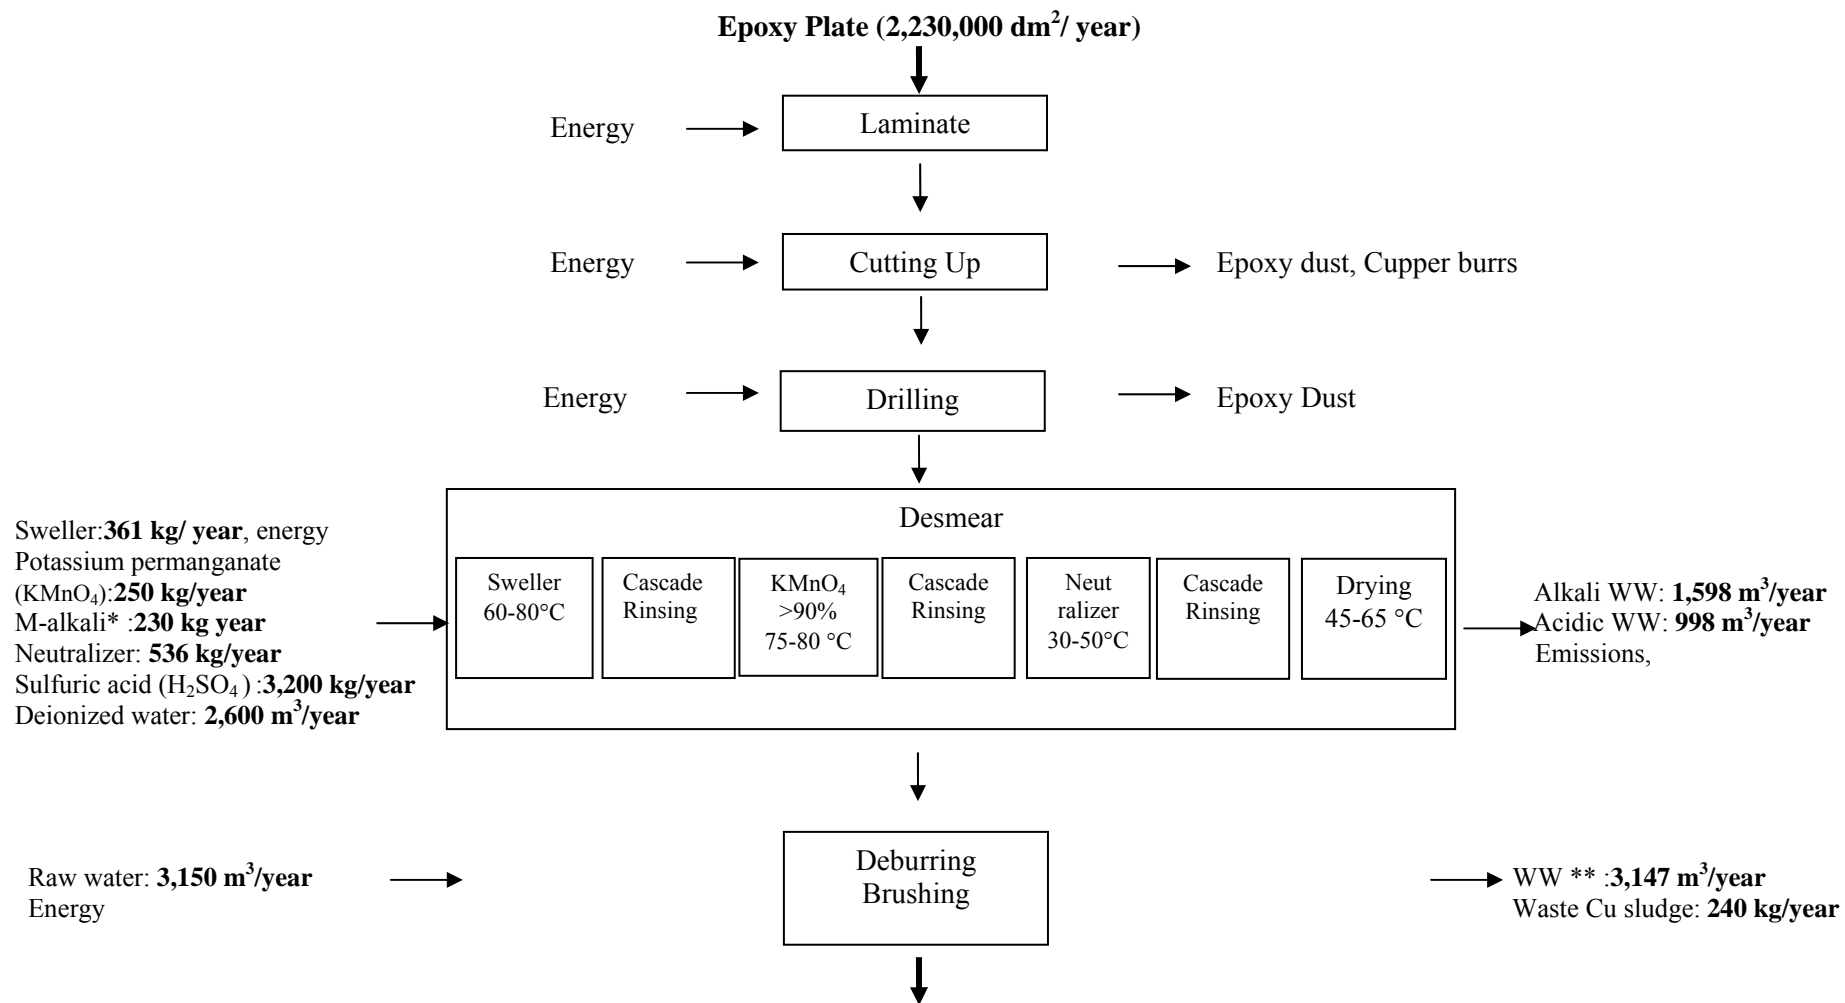 Epoxy Plate (2,230,000 dm²/ year)
Energy
Laminate
Energy
Cutting Up
Epoxy dust, Cupper burrs
Energy
Drilling
Epoxy Dust
Desmear
Sweller:361 kg/ year, energy
Potassium permanganate
(KMnO₄):250 kg/year
M-alkali* :230 kg year
Neutralizer: 536 kg/year
Sulfuric acid (H₂SO₄ ) :3,200 kg/year
Deionized water: 2,600 m³/year
Sweller
60-80°C
Cascade
Rinsing
KMnO₄
>90%
75-80 °C
Cascade
Rinsing
Neut
ralizer
30-50°C
Cascade
Rinsing
Drying
45-65 °C
Alkali WW: 1,598 m³/year
Acidic WW: 998 m³/year
Emissions,
Raw water: 3,150 m³/year
Energy
Deburring
Brushing
WW ** :3,147 m³/year
Waste Cu sludge: 240 kg/year